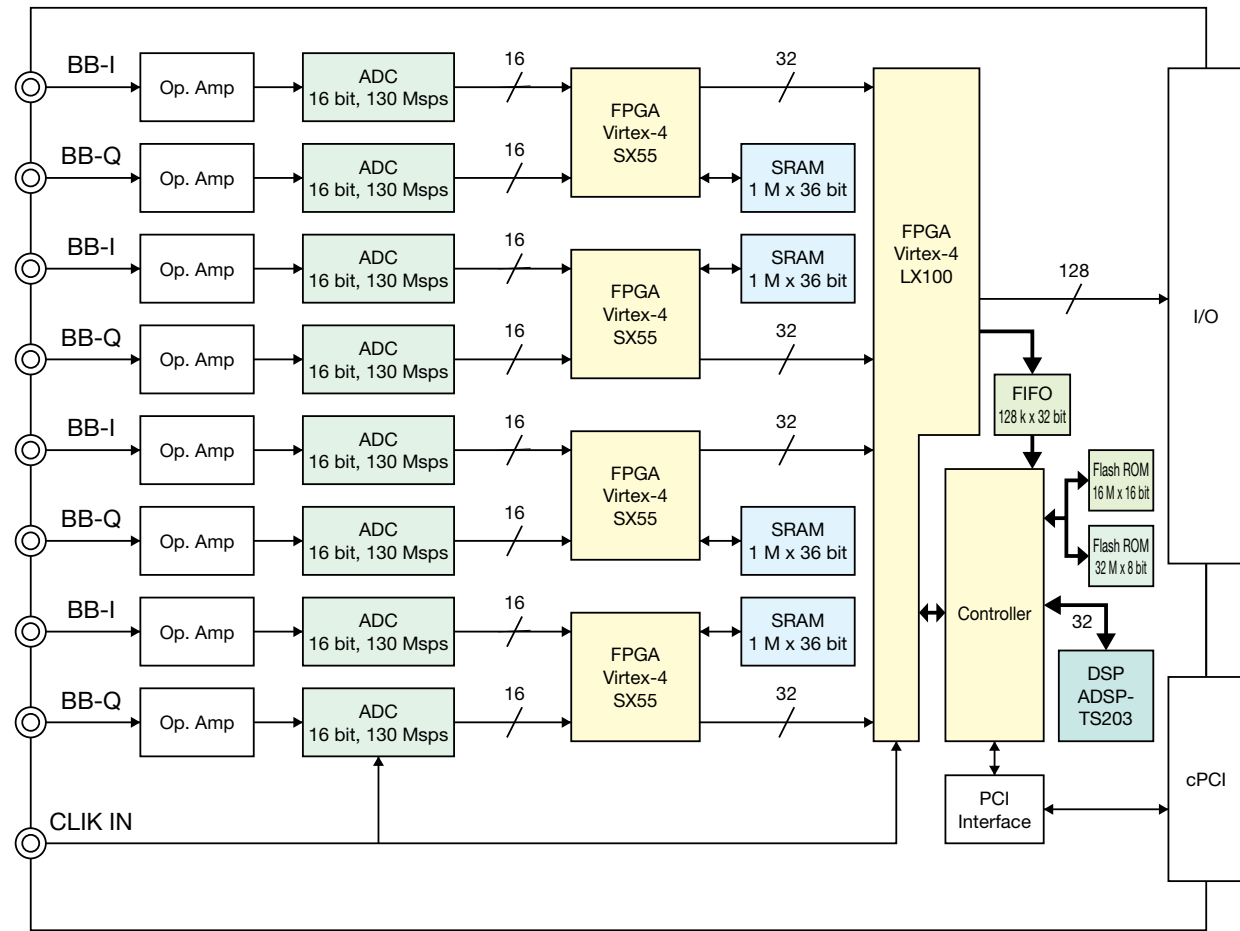 BB-I
Op. Amp
ADC
16 bit, 130 Msps
16
FPGA
Virtex-4
SX55
32
BB-Q
Op. Amp
ADC
16 bit, 130 Msps
16
SRAM
1 M x 36 bit
BB-I
Op. Amp
ADC
16 bit, 130 Msps
16
FPGA
Virtex-4
SX55
SRAM
1 M x 36 bit
BB-Q
Op. Amp
ADC
16 bit, 130 Msps
16
32
BB-I
Op. Amp
ADC
16 bit, 130 Msps
16
FPGA
Virtex-4
SX55
32
BB-Q
Op. Amp
ADC
16 bit, 130 Msps
16
SRAM
1 M x 36 bit
BB-I
Op. Amp
ADC
16 bit, 130 Msps
16
FPGA
Virtex-4
SX55
SRAM
1 M x 36 bit
BB-Q
Op. Amp
ADC
16 bit, 130 Msps
16
32
CLIK IN
FPGA
Virtex-4
LX100
128
I/O
FIFO
128 k x 32 bit
Flash ROM
16 M x 16 bit
Flash ROM
32 M x 8 bit
Controller
32
DSP
ADSP-
TS203
PCI
Interface
cPCI